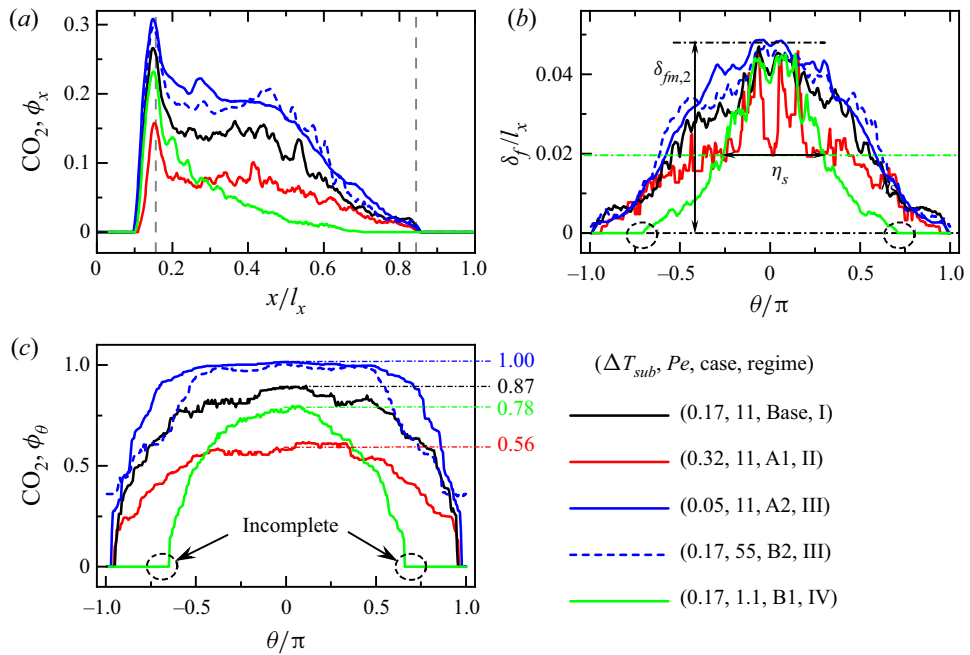 (a)
CO2, ϕx
0.3
0.2
0.1
0
0 0.2 0.4 0.6 0.8 1.0
x/lx
(b)
δf/lx
0.04
0.02
0
δfm,2
ηs
−1.0 −0.5 0 0.5 1.0
θ/π
(c)
CO2, ϕθ
1.0
0.5
0
1.00
0.87
0.78
0.56
Incomplete
−1.0 −0.5 0 0.5 1.0
θ/π
(ΔTsub, Pe, case, regime)
(0.17, 11, Base, I)
(0.32, 11, A1, II)
(0.05, 11, A2, III)
(0.17, 55, B2, III)
(0.17, 1.1, B1, IV)